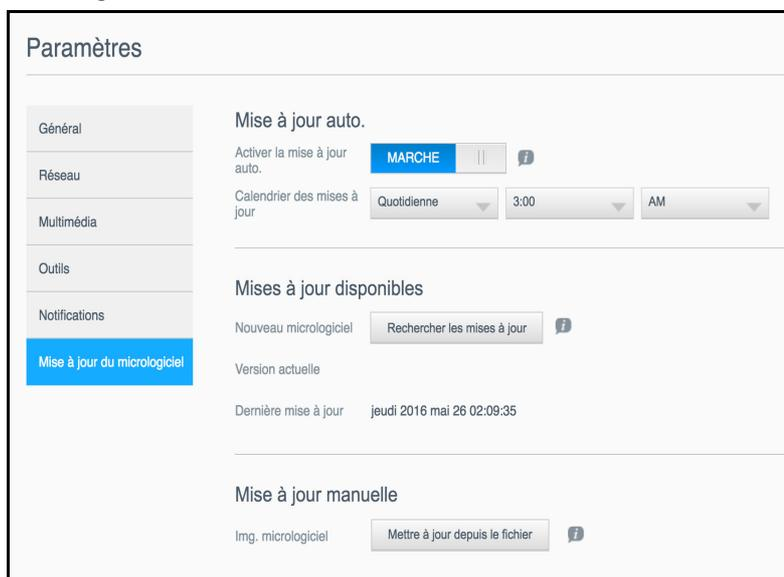 Paramètres
Général
Réseau
Multimédia
Outils
Notifications
Mise à jour du micrologiciel
Mise à jour auto.
Activer la mise à jour
auto.
MARCHE
Calendrier des mises à
jour
Quotidienne
3:00
AM
Mises à jour disponibles
Nouveau micrologiciel
Rechercher les mises à jour
Version actuelle
Dernière mise à jour
jeudi 2016 mai 26 02:09:35
Mise à jour manuelle
Img. micrologiciel
Mettre à jour depuis le fichier